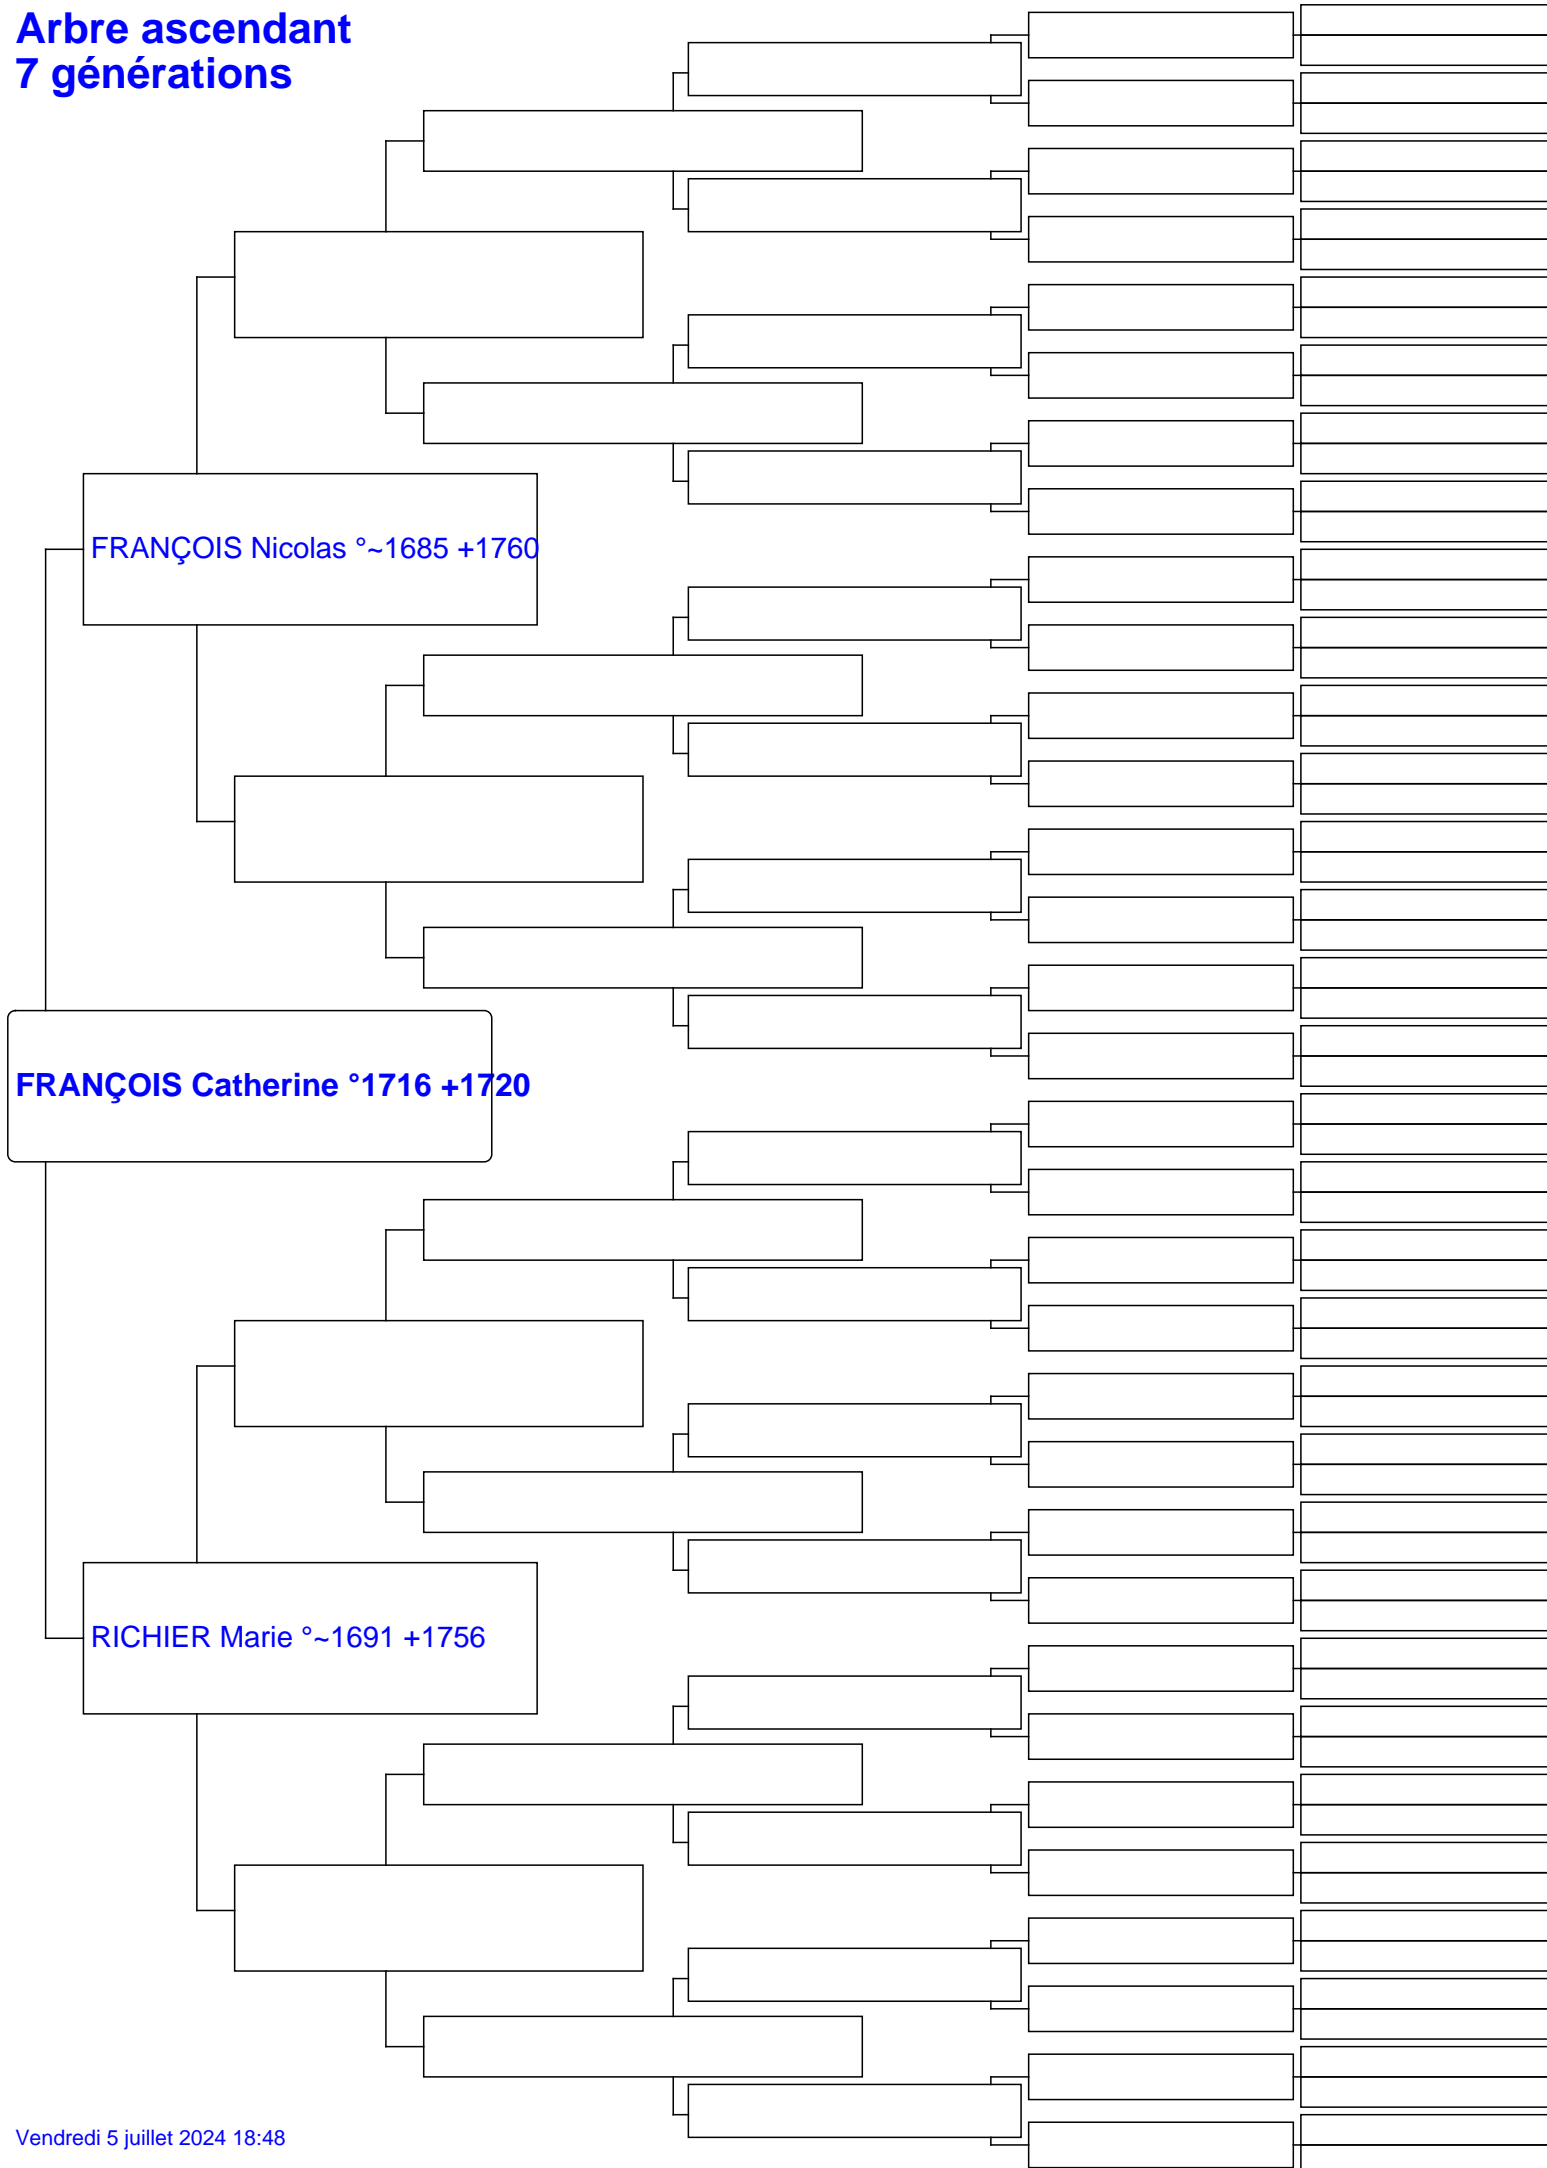 Arbre ascendant
7 générations
FRANÇOIS Nicolas °~1685 +1760
FRANÇOIS Catherine °1716 +1720
RICHIER Marie °~1691 +1756
Vendredi 5 juillet 2024 18:48